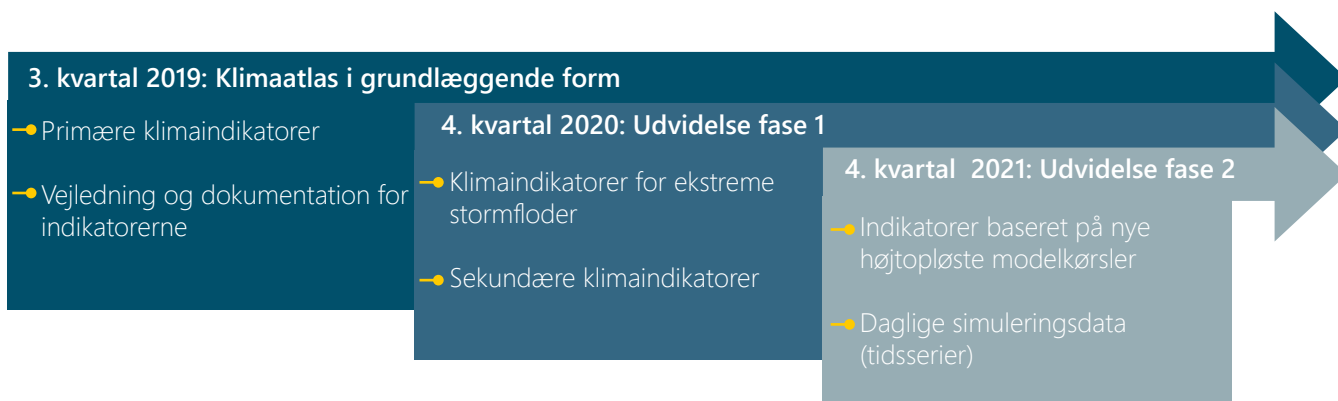 3. kvartal 2019: Klimaatlas i grundlæggende form
Primære klimaindikatorer
Vejledning og dokumentation for
indikatorerne
4. kvartal 2020: Udvidelse fase 1
Klimaindikatorer for ekstreme
stormfloder
Sekundære klimaindikatorer
4. kvartal 2021: Udvidelse fase 2
Indikatorer baseret på nye
højtopløste modelkørsler
Daglige simuleringsdata
(tidsserier)